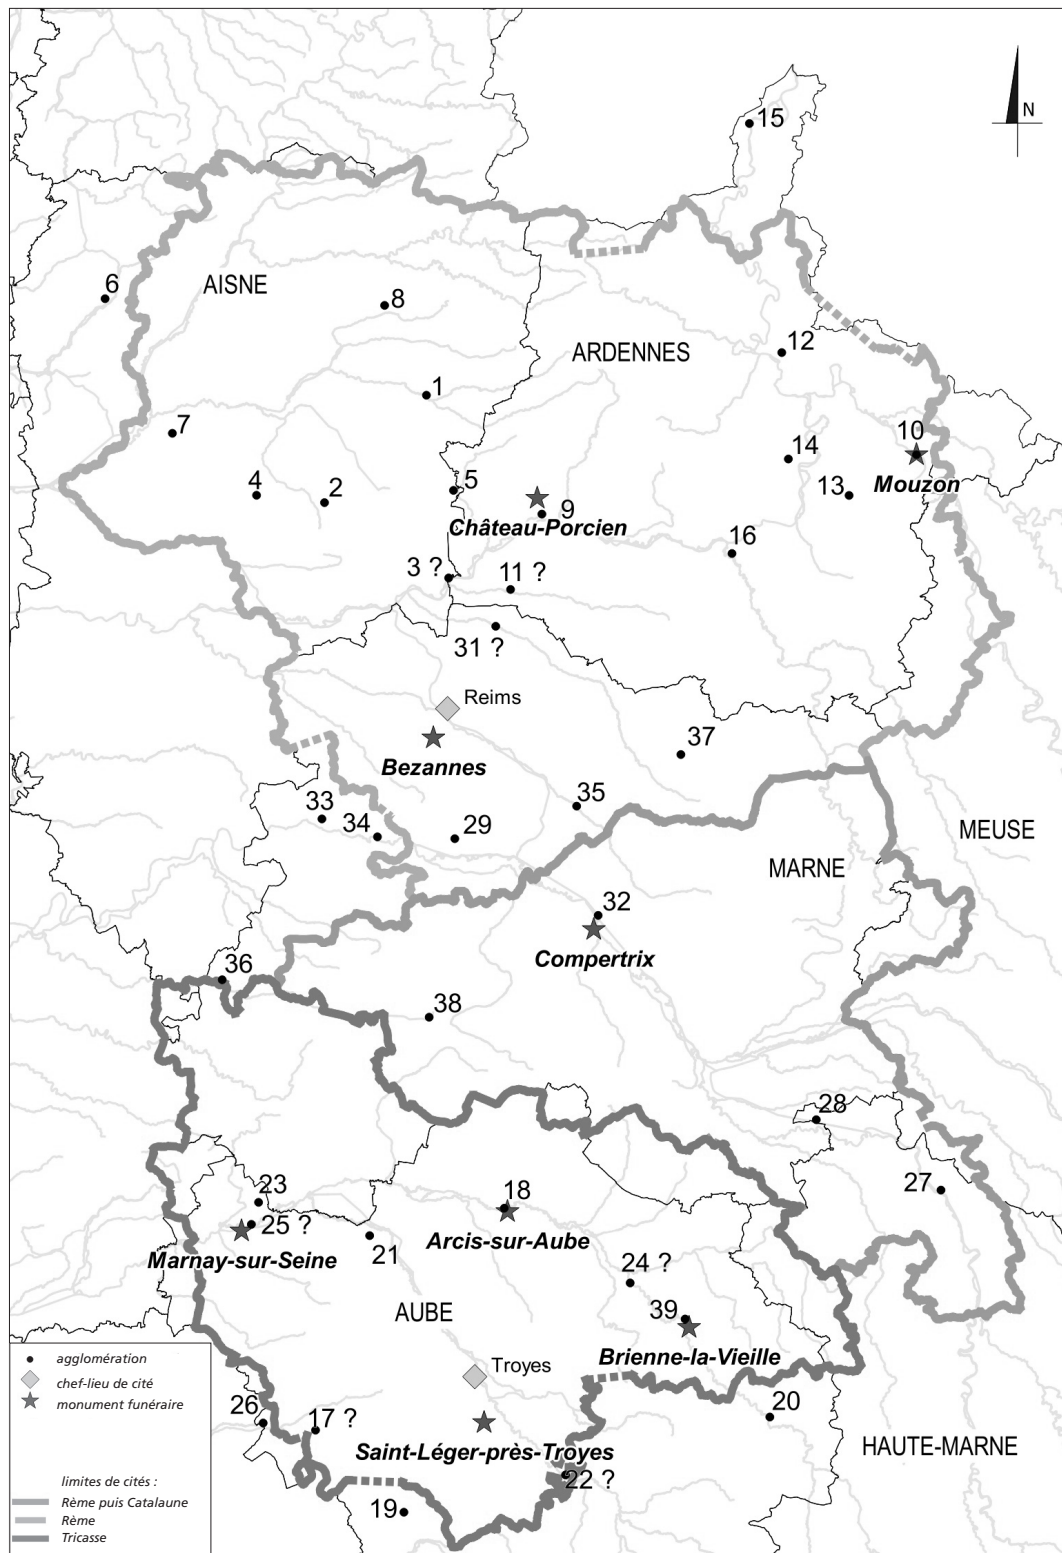 N
15
6
AISNE
8
12
ARDENNES
1
7
10
Mouzon
14
4
2
5
13
9
Château-Porcien
16
3 ?
11 ?
31 ?
Reims
37
Bezannes
33
35
34
29
MEUSE
MARNE
32
Compertrix
36
38
28
27
23
18
25 ?
Arcis-sur-Aube
Marnay-sur-Seine
21
24 ?
AUBE
39
Brienne-la-Vieille
Troyes
agglomération
chef-lieu de cité
monument funéraire
26
17 ?
20
Saint-Léger-près-Troyes
HAUTE-MARNE
22 ?
limites de cités :
Rème puis Catalaune
Rème
Tricasse
19